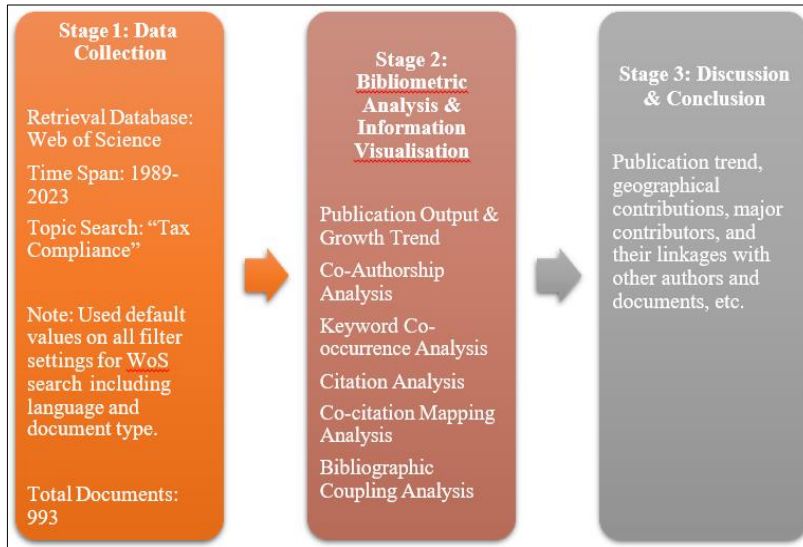 Stage 1: Data
Collection
Retrieval Database:
Web of Science
Time Span: 1989-
2023
Topic Search: “Tax
Compliance”
Note: Used default
values on all filter
settings for WoS
search including
language and
document type.
Total Documents:
993
Stage 2:
Bibliometric
Analysis &
Information
Visualisation
Publication Output &
Growth Trend
Co-Authorship
Analysis
Keyword Co-
occurrence Analysis
Citation Analysis
Co-citation Mapping
Analysis
Bibliographic
Coupling Analysis
Stage 3: Discussion
& Conclusion
Publication trend,
geographical
contributions, major
contributors, and
their linkages with
other authors and
documents, etc.